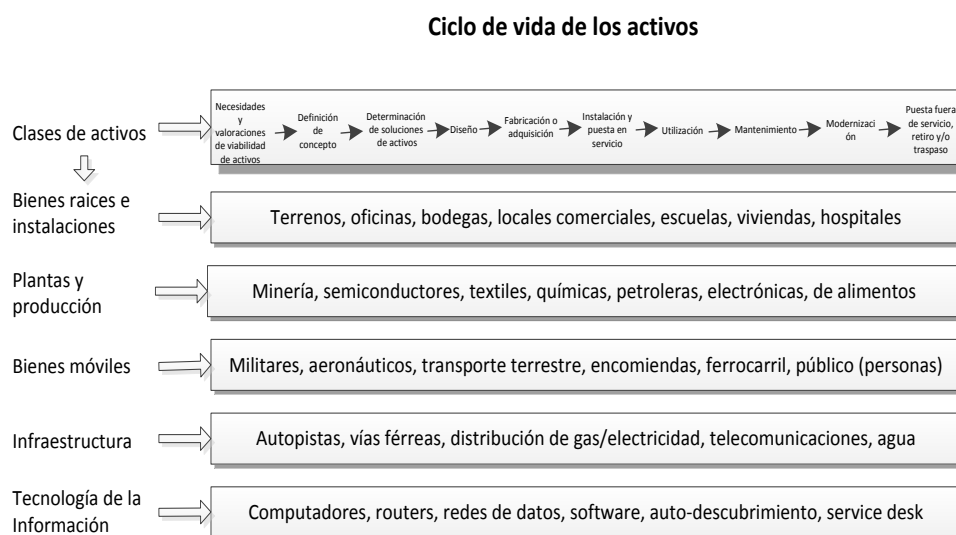 Ciclo de vida de los activos
Clases de activos
Necesidades
y
valoraciones
de viabilidad
de activos
Definición
de
concepto
Determinación
de soluciones
de activos
Diseño
Fabricación o
adquisición
Instalación y
puesta en
servicio
Utilización
Mantenimiento
Modernizaci
ón
Puesta fuera
de servicio,
retiro y/o
traspaso
Bienes raices e
instalaciones
Terrenos, oficinas, bodegas, locales comerciales, escuelas, viviendas, hospitales
Plantas y
producción
Minería, semiconductores, textiles, químicas, petroleras, electrónicas, de alimentos
Bienes móviles
Militares, aeronáuticos, transporte terrestre, encomiendas, ferrocarril, público (personas)
Infraestructura
Autopistas, vías férreas, distribución de gas/electricidad, telecomunicaciones, agua
Tecnología de la
Información
Computadores, routers, redes de datos, software, auto-descubrimiento, service desk